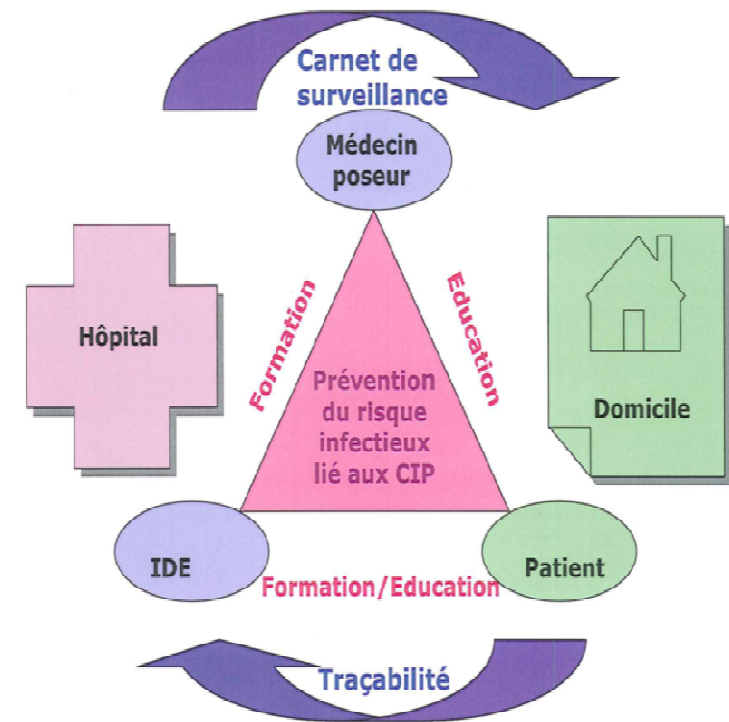 Carnet de
surveillance
Médecin
poseur
Hôpital
Formation
Education
Domicile
Prévention
du risque
infectieux
lié aux CIP
IDE
Formation/Education
Patient
Traçabilité